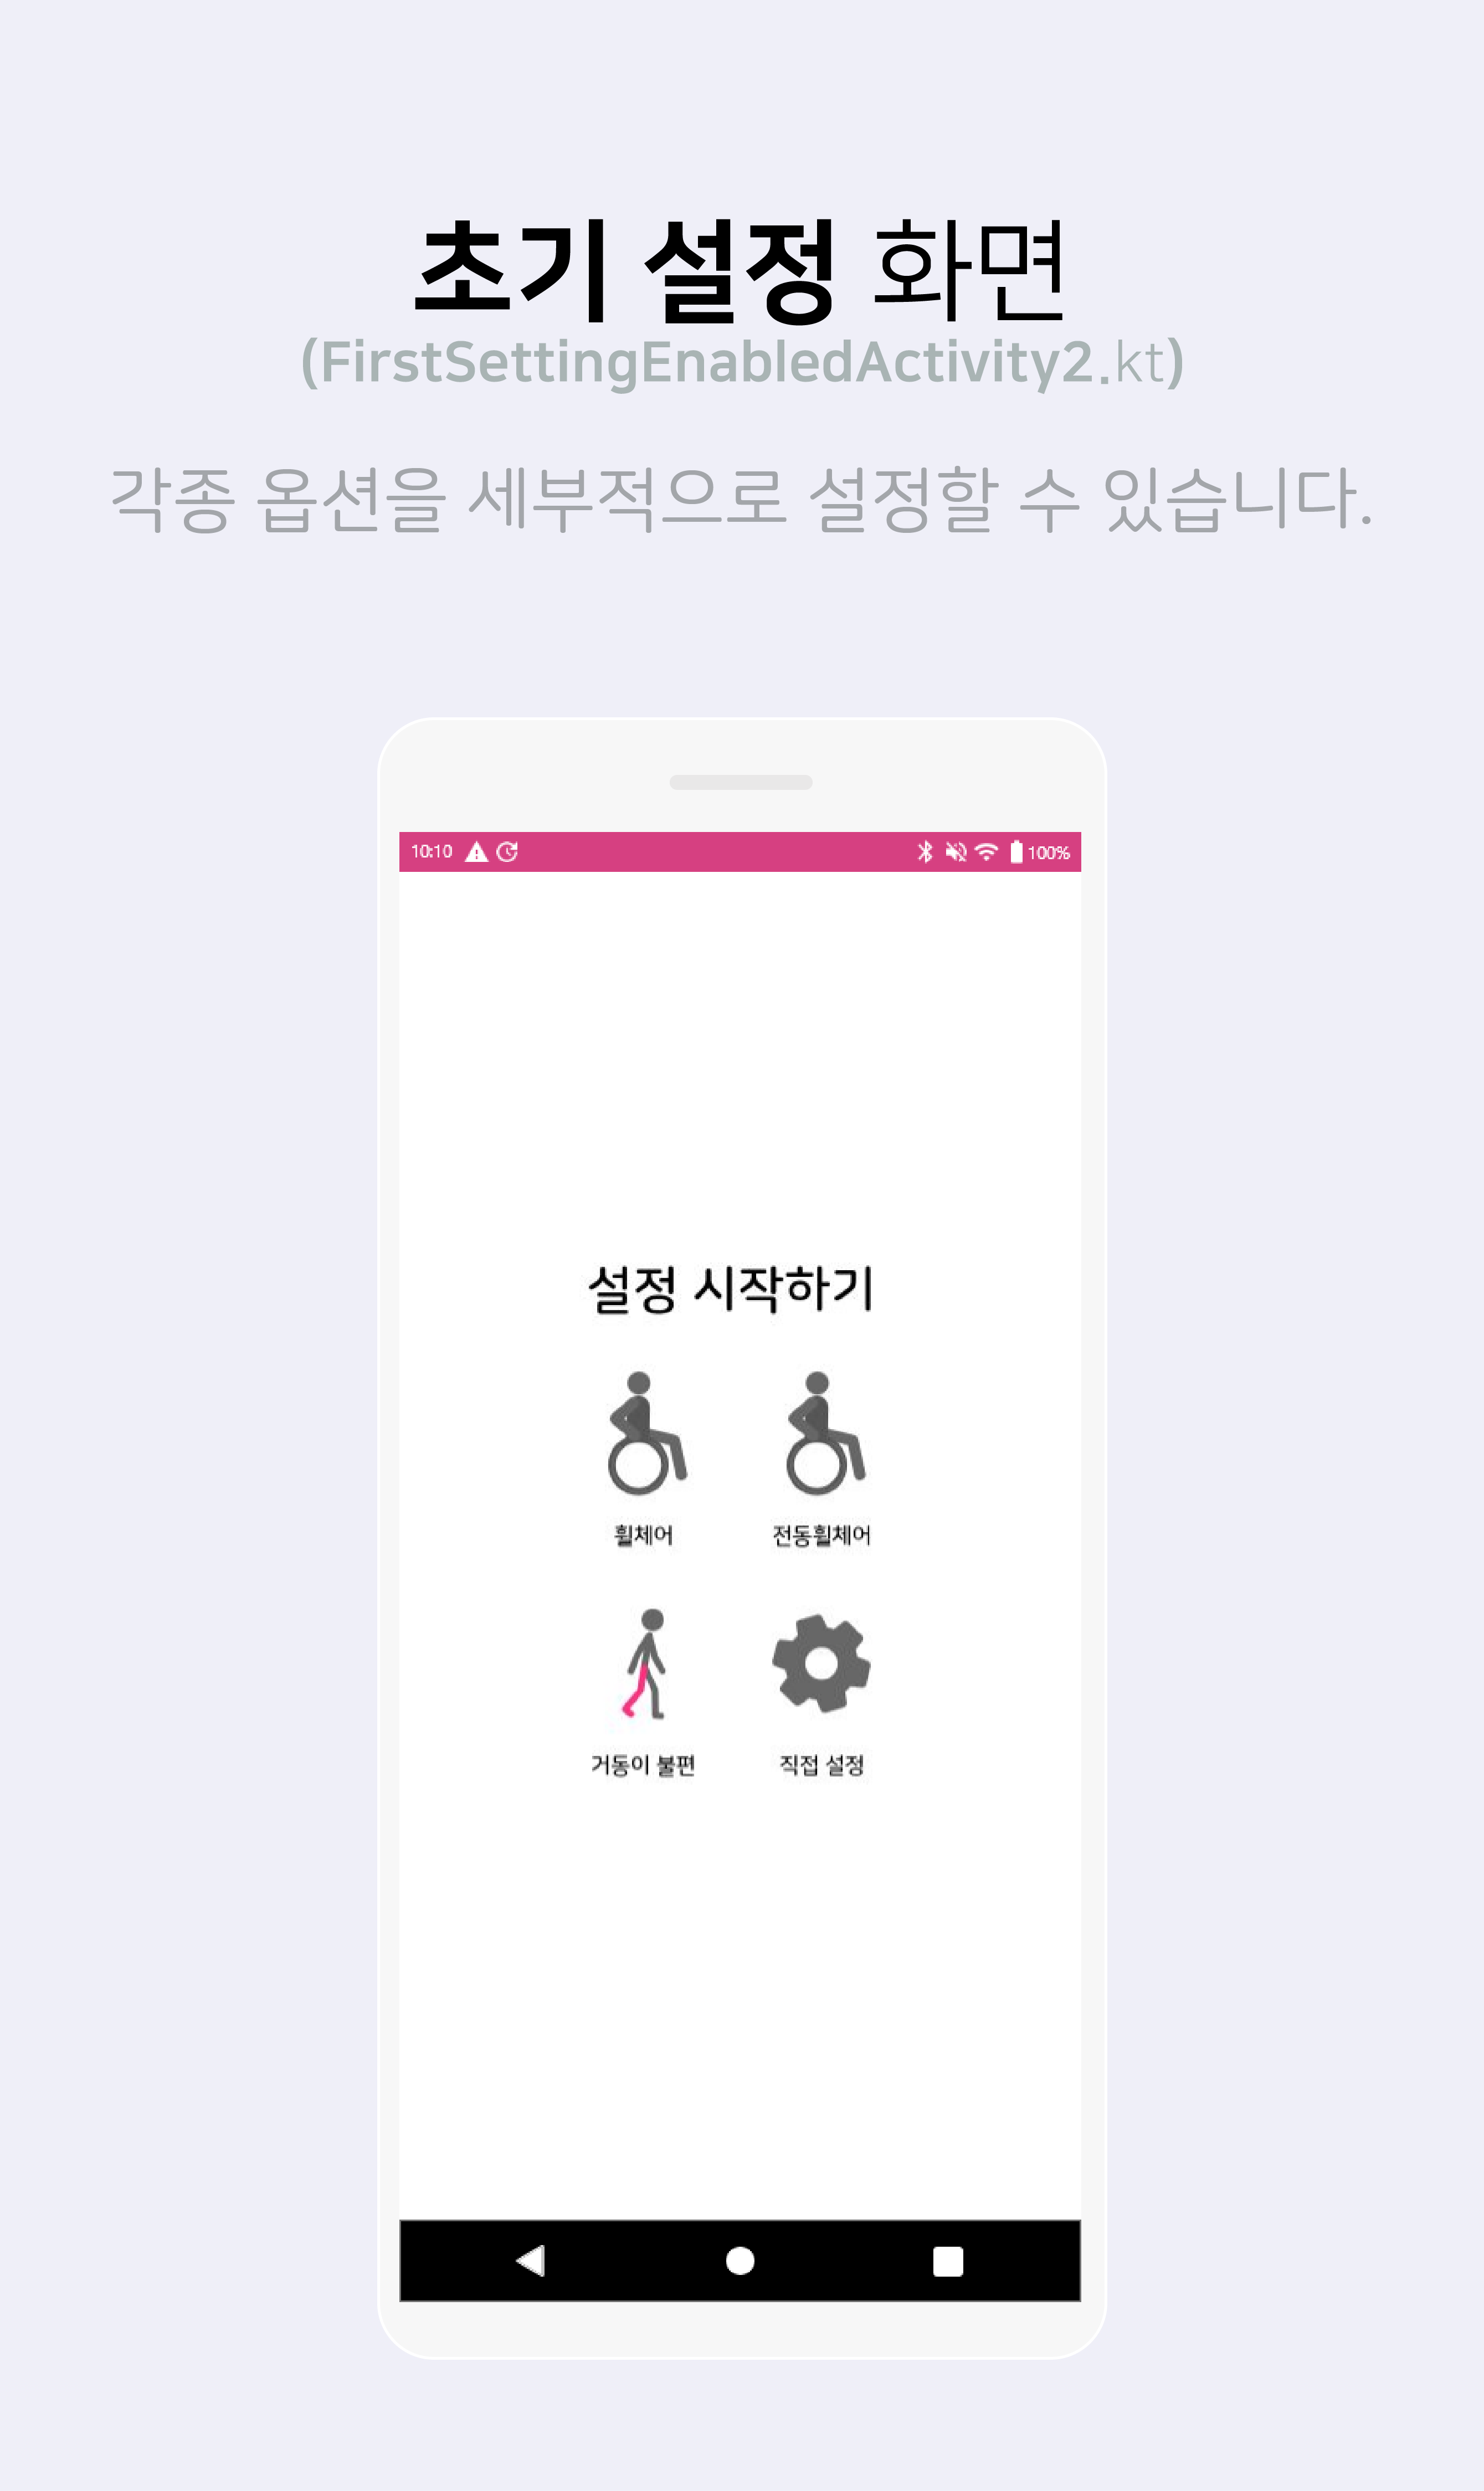 초기 설정 화면
(FirstSettingEnabledActivity2.kt)
각종 옵션을 세부적으로 설정할 수 있습니다.
10:10 100%
설정 시작하기
휠체어 전동휠체어
거동이 불편 직접 설정